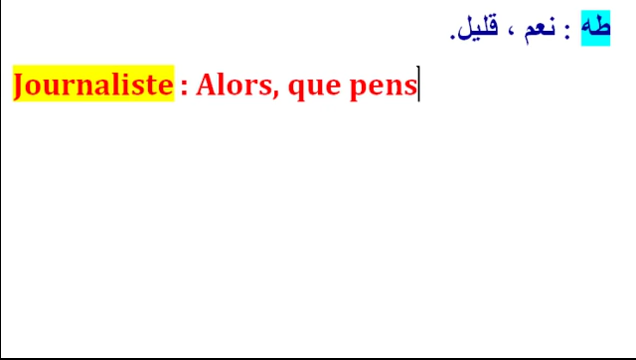 طه : نعم ، قليل.
Journaliste : Alors, que pens